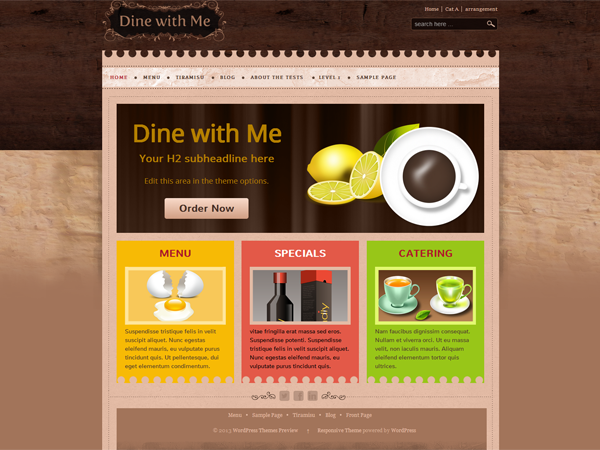 Dine with Me
Home | Cat A | arrangement
search here ...
HOME MENU TIRAMISU BLOG ABOUT THE TESTS LEVEL 1 SAMPLE PAGE
Dine with Me
Your H2 subheadline here
Edit this area in the theme options.
Order Now
MENU
Suspendisse tristique felis in velit
suscipit aliquet. Nunc egestas
eleifend mauris, eu vulputate purus
tincidunt quis. Ut pellentesque, dui
eget elementum condimentum.
SPECIALS
diy
vitae fringilla erat massa sed eros.
Suspendisse potenti. Suspendisse
tristique felis in velit suscipit aliquet.
Nunc egestas eleifend mauris, eu
vulputate purus tincidunt quis.
CATERING
Nam faucibus dignissim consequat.
Nullam et viverra orci. Ut eu massa
velit, non iaculis mauris. Aliquam
eleifend elementum tortor quis
ultrices.
Menu • Sample Page • Tiramisu • Blog • Front Page
© 2013 WordPress Themes Preview ↑ Responsive Theme powered by WordPress